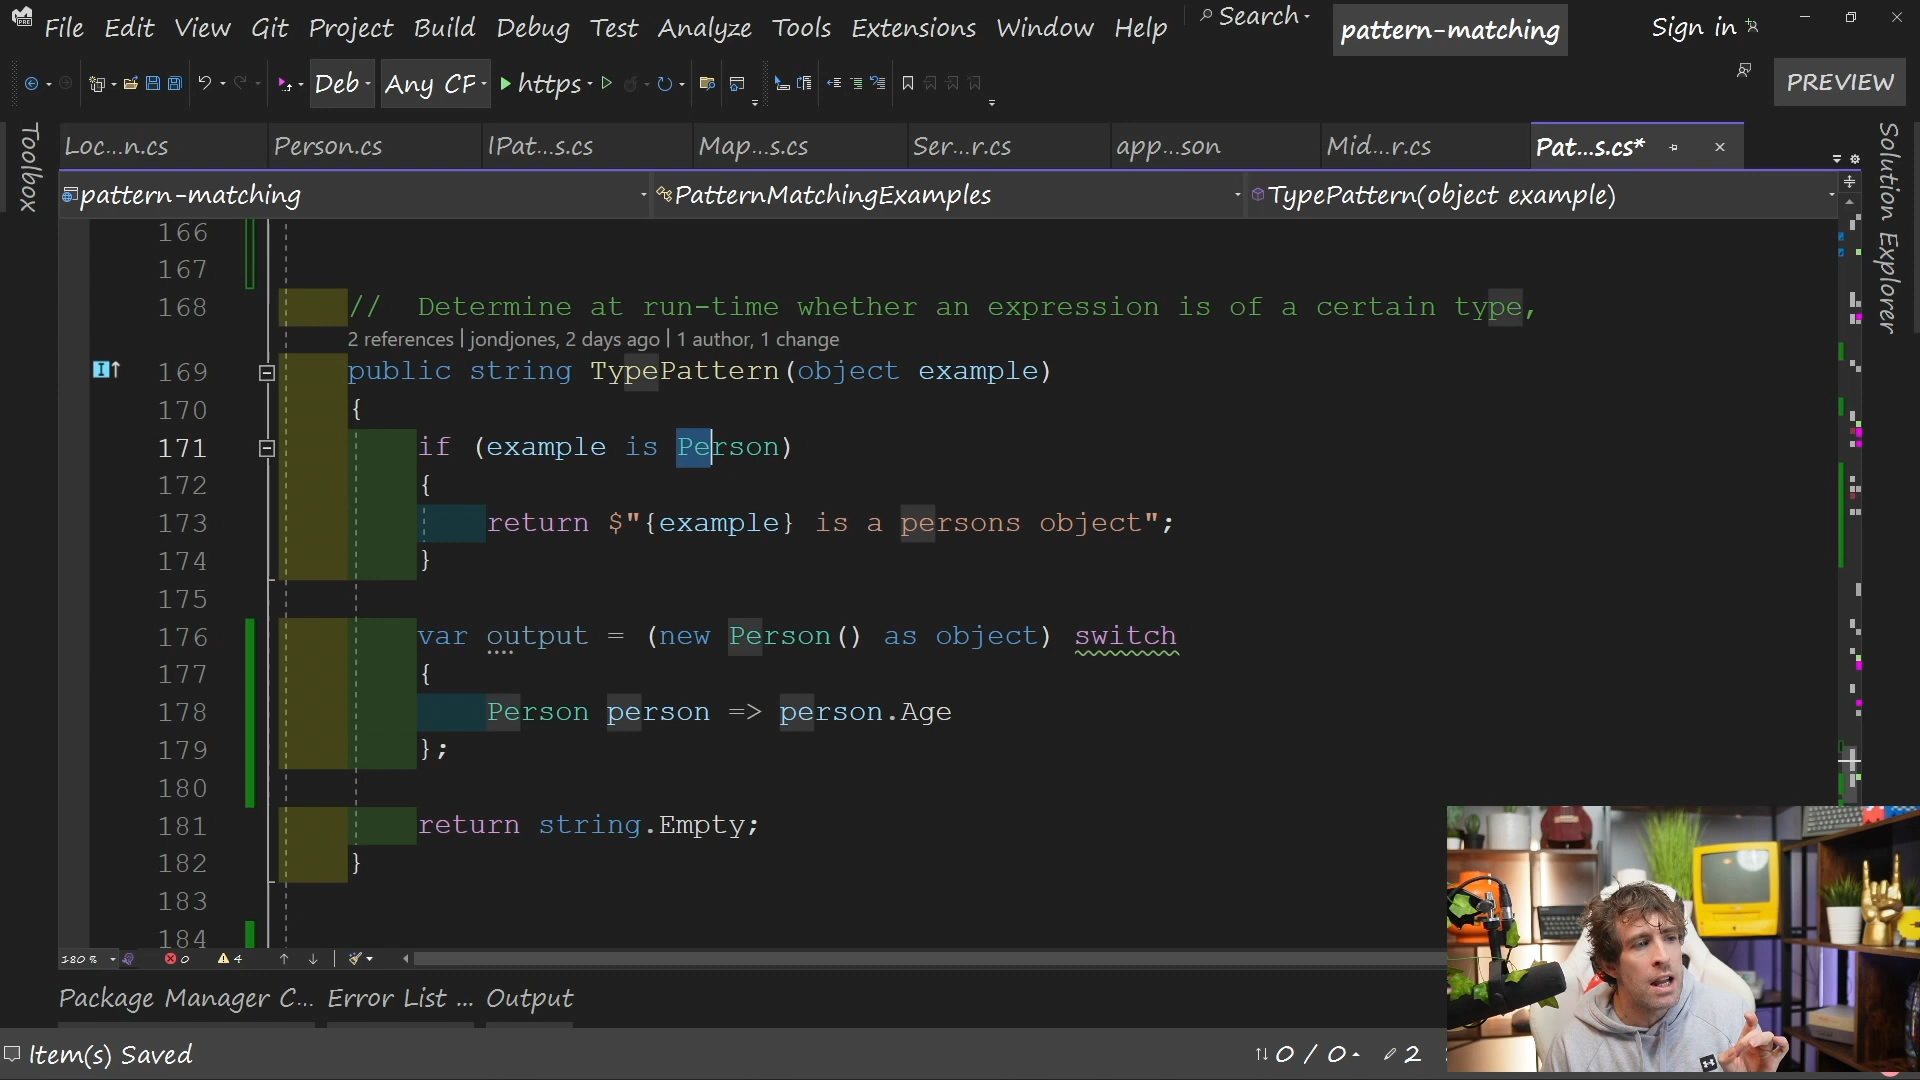 File Edit View Git Project Build Debug Test Analyze Tools Extensions Window Help Search pattern-matching Sign in
Deb Any CP https PREVIEW
Toolbox
Loc...n.cs Person.cs IPat...s.cs Map...s.cs Ser...r.cs app...son Mid...r.cs Pat...s.cs*
Solution Explorer
pattern-matching PatternMatchingExamples TypePattern(object example)
166
167
168 // Determine at run-time whether an expression is of a certain type,
2 references | jondjones, 2 days ago | 1 author, 1 change
169 public string TypePattern(object example)
170 {
171 if (example is Person)
172 {
173 return $"{example} is a persons object";
174 }
175
176 var output = (new Person() as object) switch
177 {
178 Person person => person.Age
179 };
180
181 return string.Empty;
182 }
183
184
180 % 0 4
Package Manager C... Error List ... Output
Item(s) Saved 0 / 0 2